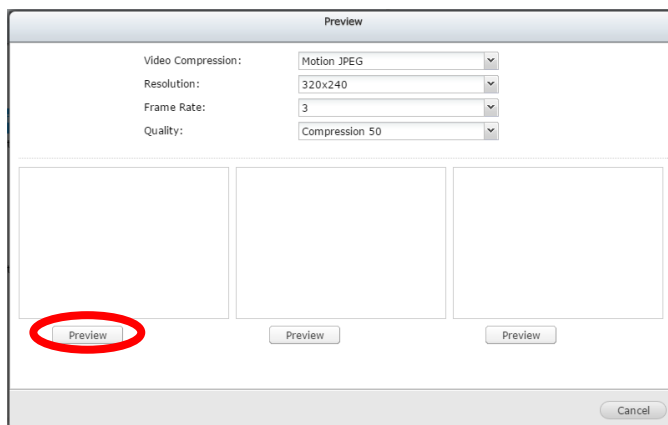 Preview
Video Compression: Motion JPEG
Resolution: 320x240
Frame Rate: 3
Quality: Compression 50
Preview Preview Preview
Cancel